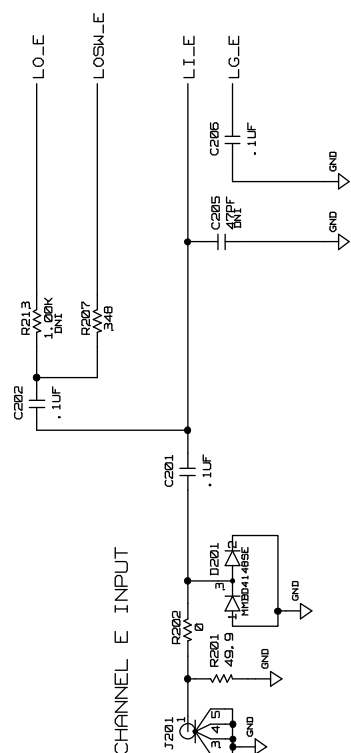 LO_E
LOSW_E
LI_E
LG_E
C206
.1UF
GND
C205
47PF
DNI
GND
R213
1.00K
DNI
R207
348
C202
.1UF
C201
.1UF
CHANNEL E INPUT
D201
3
2
1
MMBD4148SE
GND
R202
0
R201
49.9
GND
J201
1
5
4
3
GND